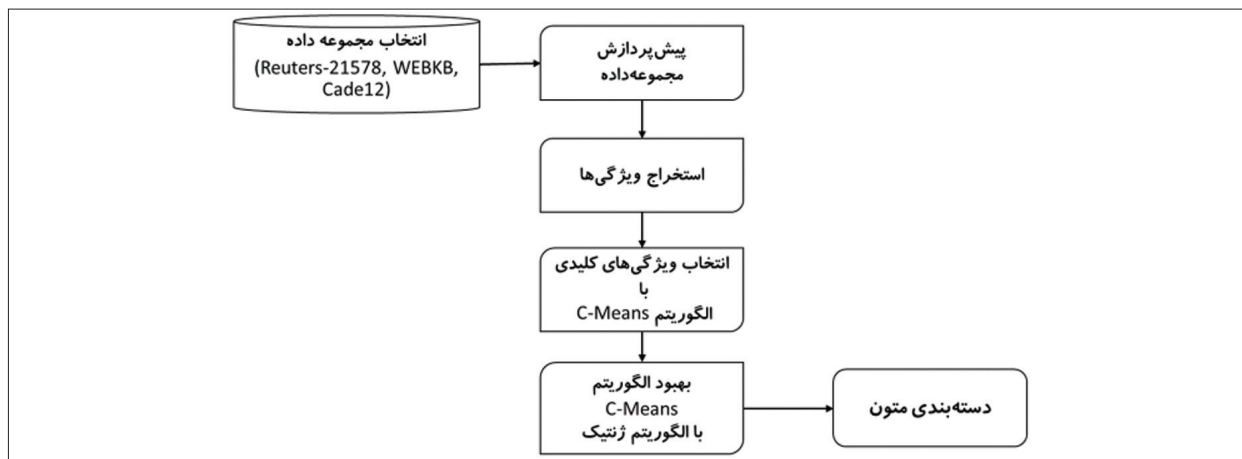 انتخاب مجموعه داده
(Reuters-21578, WEBKB,
Cade12)
پیش‌پردازش
مجموعه‌داده
استخراج ویژگی‌ها
انتخاب ویژگی‌های کلیدی
با
الگوریتم C-Means
بهبود الگوریتم
C-Means
با الگوریتم ژنتیک
دسته‌بندی متون